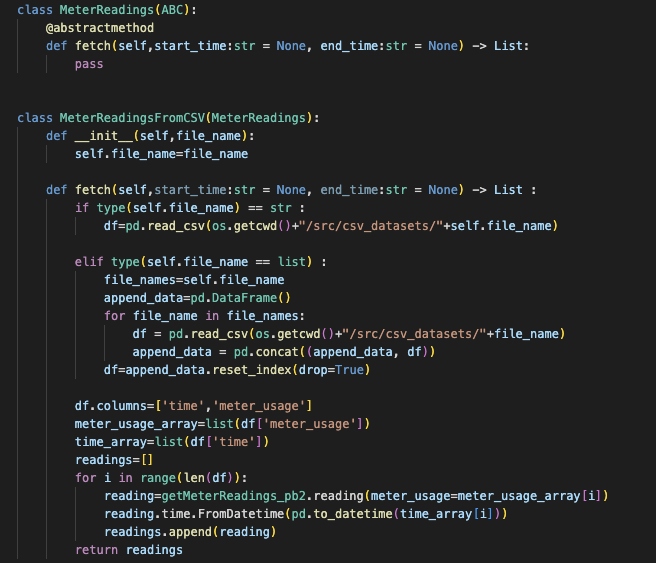 class MeterReadings(ABC):
    @abstractmethod
    def fetch(self,start_time:str = None, end_time:str = None) -> List:
        pass
class MeterReadingsFromCSV(MeterReadings):
    def __init__(self,file_name):
        self.file_name=file_name
    def fetch(self,start_time:str = None, end_time:str = None) -> List :
        if type(self.file_name) == str :
            df=pd.read_csv(os.getcwd()+"/src/csv_datasets/"+self.file_name)
        elif type(self.file_name == list) :
            file_names=self.file_name
            append_data=pd.DataFrame()
            for file_name in file_names:
                df = pd.read_csv(os.getcwd()+"/src/csv_datasets/"+file_name)
                append_data = pd.concat((append_data, df))
            df=append_data.reset_index(drop=True)
        df.columns=['time','meter_usage']
        meter_usage_array=list(df['meter_usage'])
        time_array=list(df['time'])
        readings=[]
        for i in range(len(df)):
            reading=getMeterReadings_pb2.reading(meter_usage=meter_usage_array[i])
            reading.time.FromDatetime(pd.to_datetime(time_array[i]))
            readings.append(reading)
        return readings